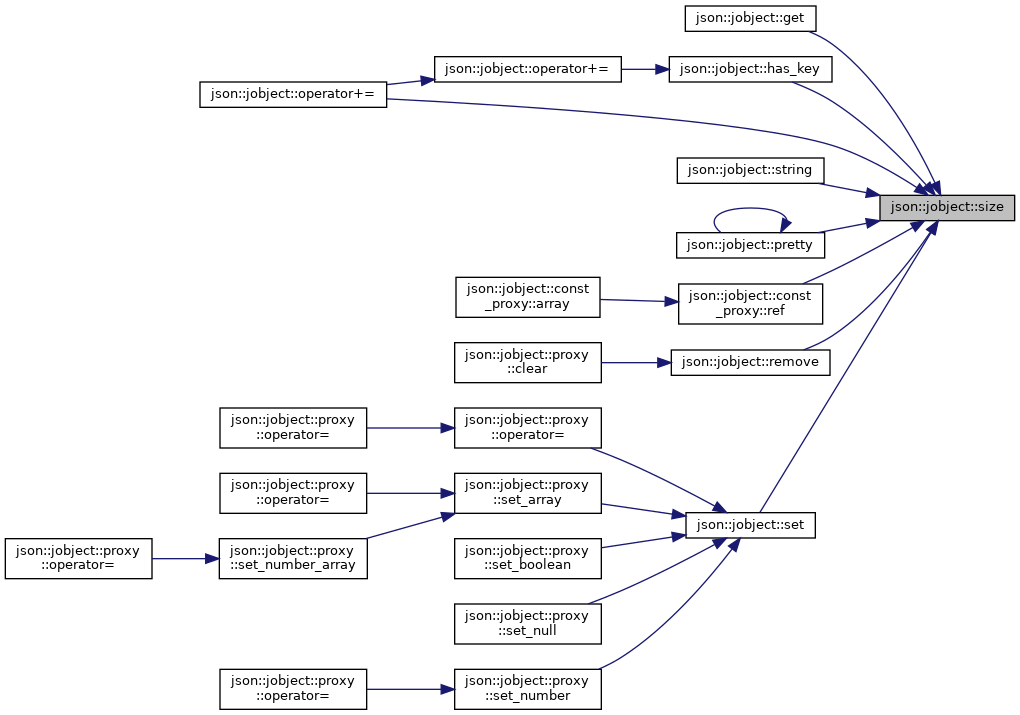 json::jobject::get
json::jobject::operator+=
json::jobject::has_key
json::jobject::operator+=
json::jobject::string
json::jobject::size
json::jobject::pretty
json::jobject::const
_proxy::array
json::jobject::const
_proxy::ref
json::jobject::proxy
::clear
json::jobject::remove
json::jobject::proxy
::operator=
json::jobject::proxy
::operator=
json::jobject::proxy
::operator=
json::jobject::proxy
::set_array
json::jobject::set
json::jobject::proxy
::operator=
json::jobject::proxy
::set_number_array
json::jobject::proxy
::set_boolean
json::jobject::proxy
::set_null
json::jobject::proxy
::operator=
json::jobject::proxy
::set_number